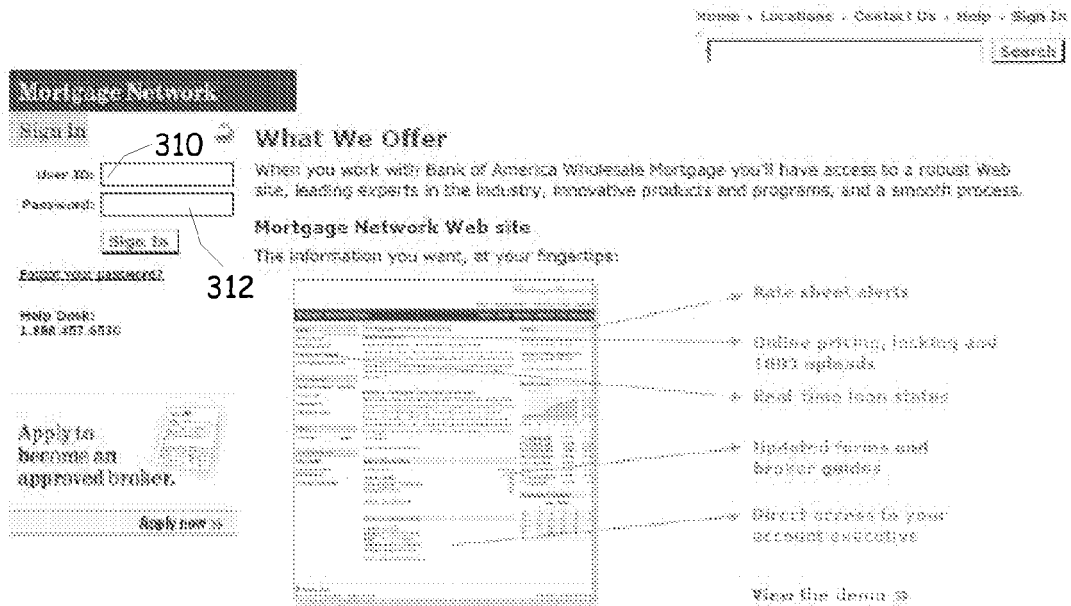 Home - Locations - Contact Us - Help - Sign In
Search
Mortgage Network
Sign In
310
User ID:
Password:
Sign In
312
Forgot your password?
Help Desk:
Apply to
become an
approved broker.
Apply now »
What We Offer
When you work with Bank of America Wholesale Mortgage you'll have access to a robust Web
site, leading experts in the industry, innovative products and programs, and a smooth process.
Mortgage Network Web site
The information you want, at your fingertips:
Rate sheet alerts
Online pricing, locking and
1003 uploads
Real-time loan status
Updated forms and
broker guides
Direct access to your
account executive
View the demo »